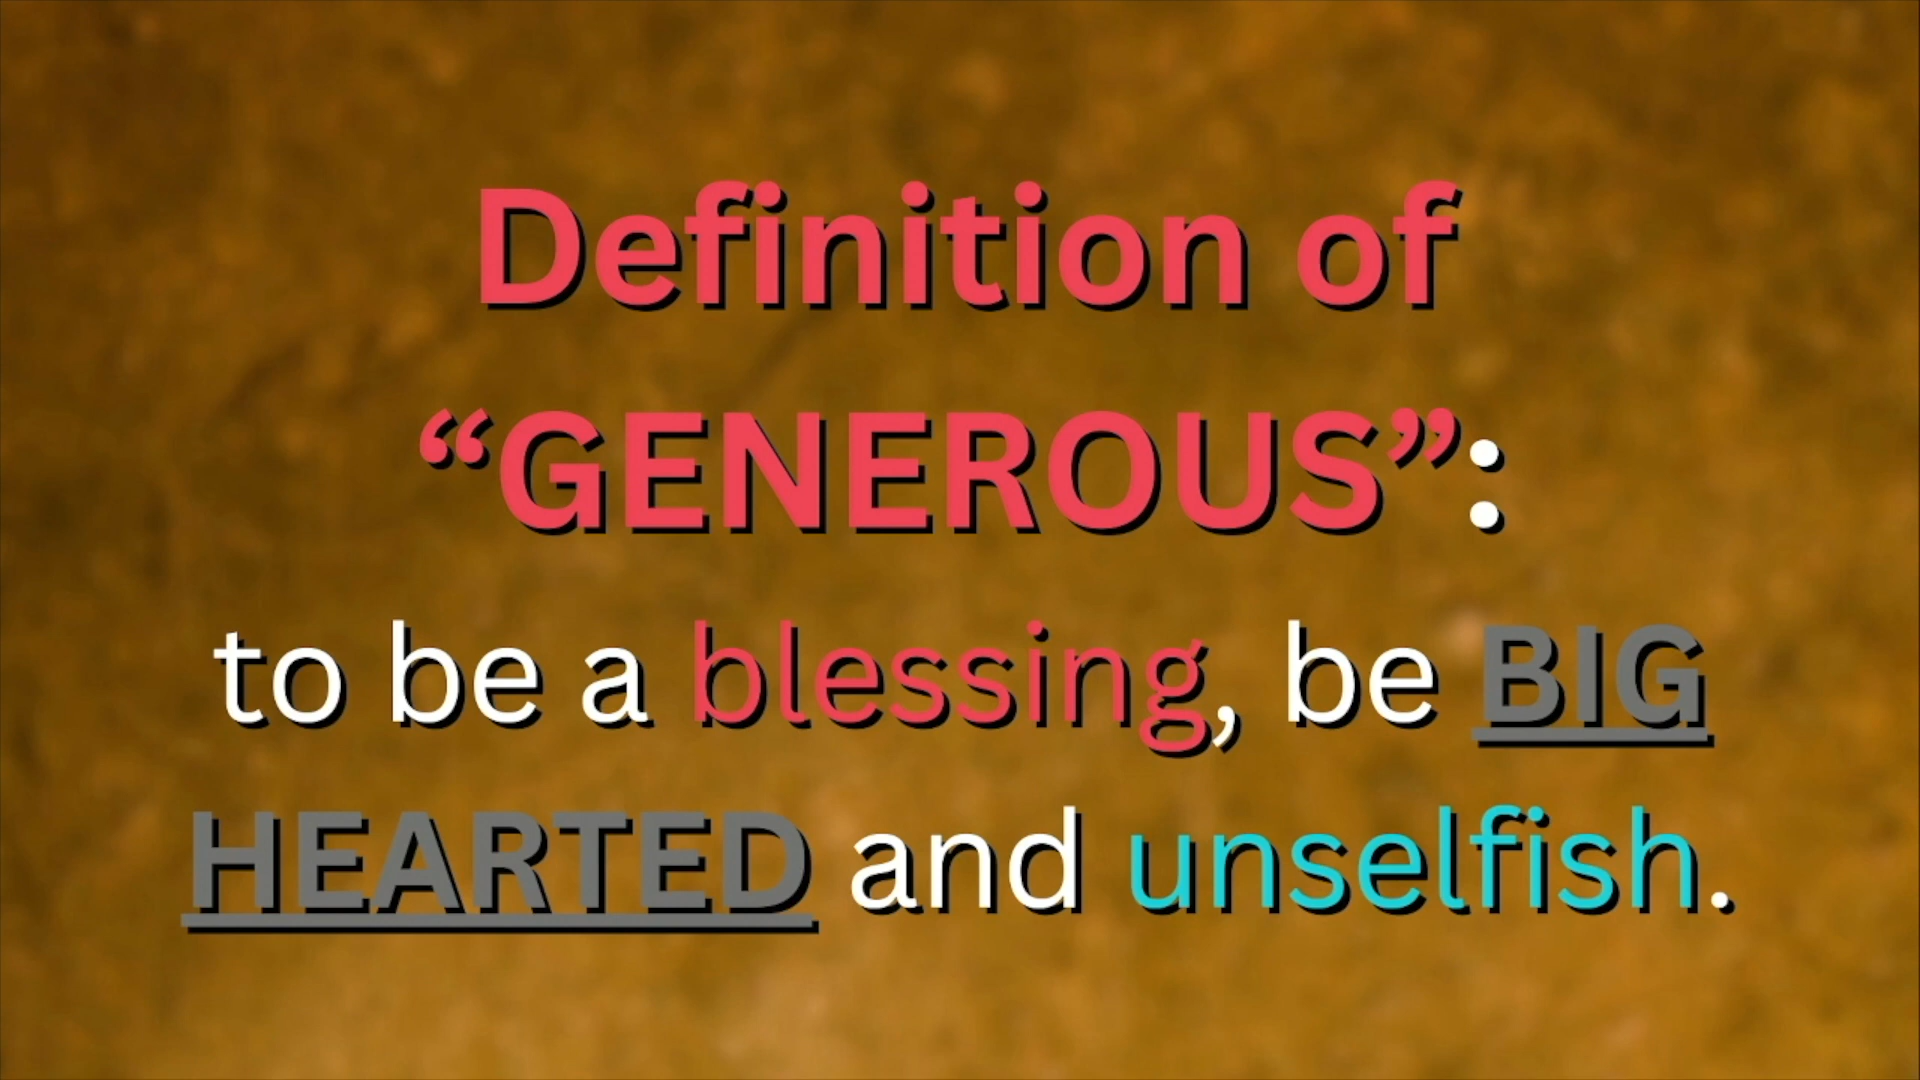 Definition of
“GENEROUS”:
to be a blessing, be BIG
HEARTED and unselfish.